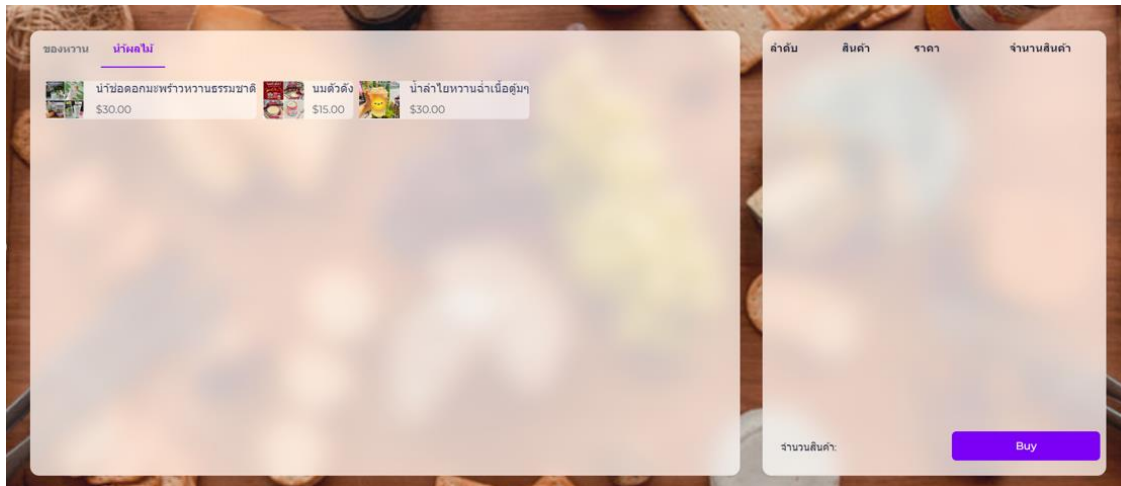 ของหวาน น้ำผลไม้
น้ำช่อดอกมะพร้าวหวานธรรมชาติ
$30.00
นมตัวดัง
$15.00
น้ำลำไยหวานฉ่ำเนื้อตู้มๆ
$30.00
ลำดับ สินค้า ราคา จำนานสินค้า
จำนวนสินค้า:
Buy